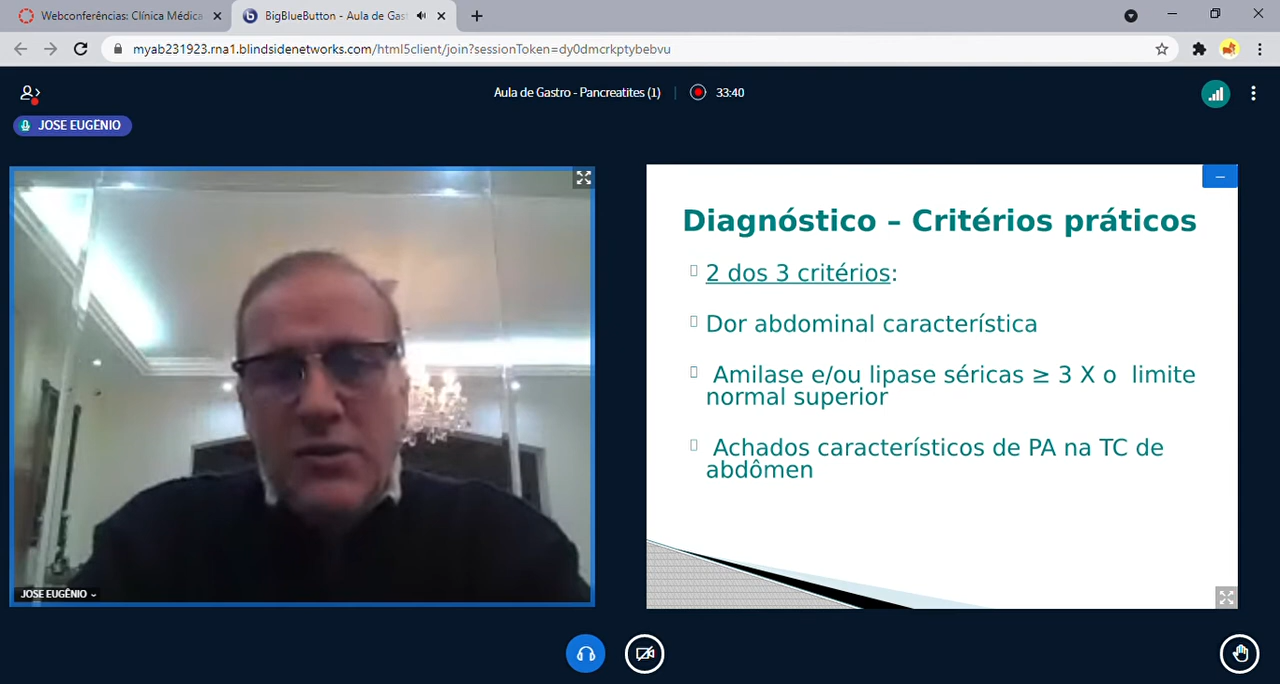 Webconferências: Clínica Médica
BigBlueButton - Aula de Gas
myab231923.rna1.blindsidenetworks.com/html5client/join?sessionToken=dy0dmcrkptybebvu
Aula de Gastro - Pancreatites (1)
33:40
JOSE EUGÊNIO
JOSE EUGÊNIO
Diagnóstico – Critérios práticos
2 dos 3 critérios:
Dor abdominal característica
Amilase e/ou lipase séricas ≥ 3 X o limite
normal superior
Achados característicos de PA na TC de
abdômen